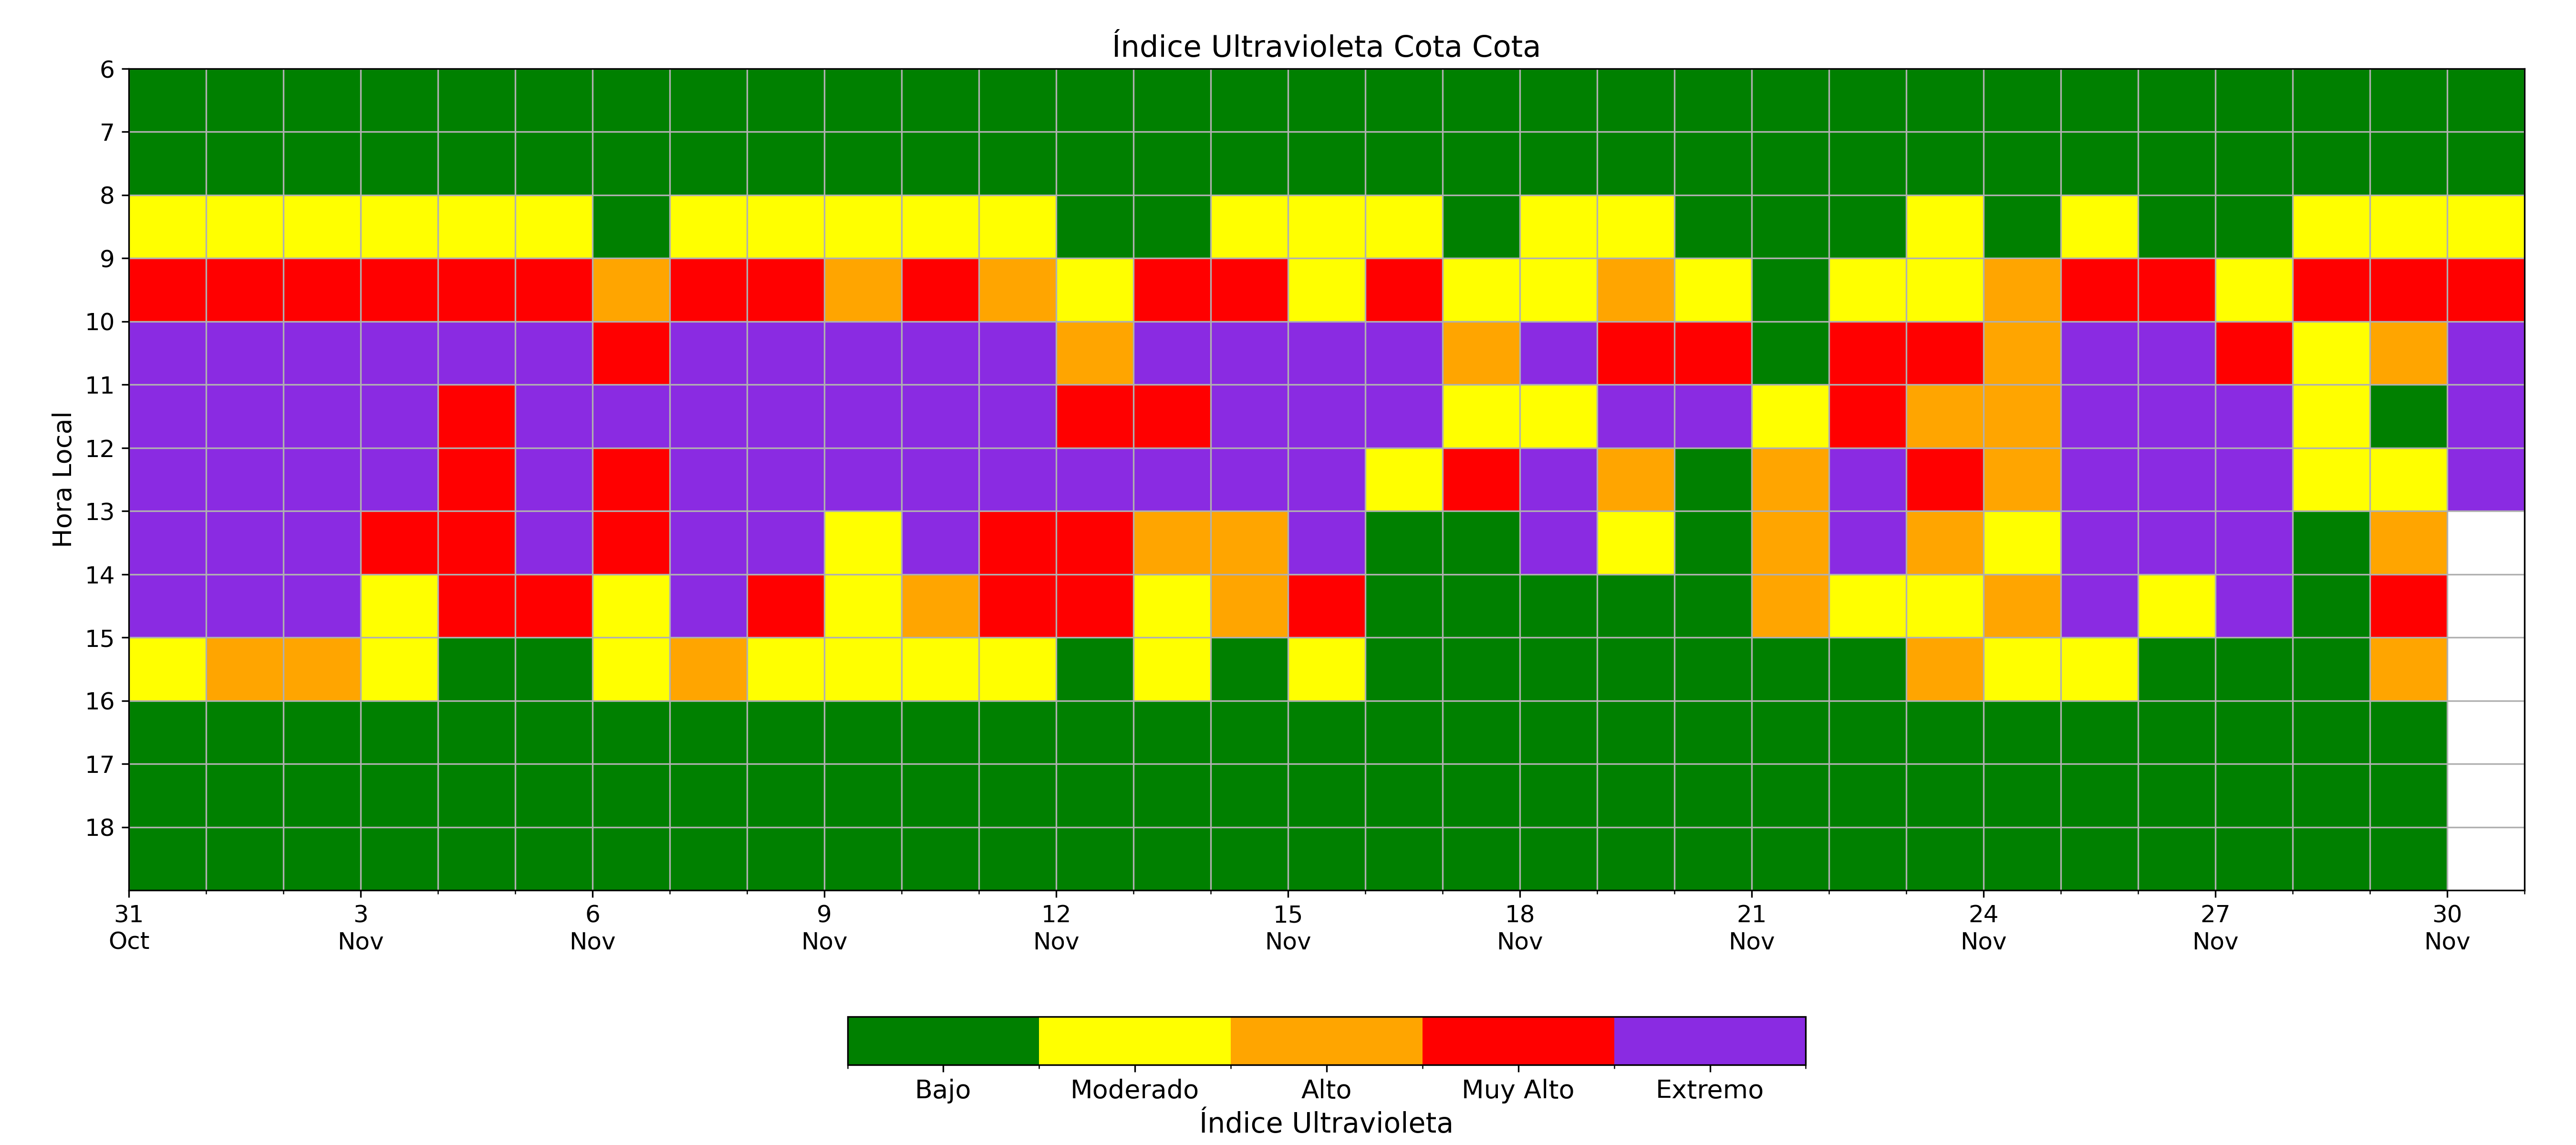 Índice Ultravioleta Cota Cota
6
7
8
9
10
11
12
13
14
15
16
17
18
Hora Local
31 3 6 9 12 15 18 21 24 27 30
Oct Nov Nov Nov Nov Nov Nov Nov Nov Nov Nov
Bajo Moderado Alto Muy Alto Extremo
Índice Ultravioleta